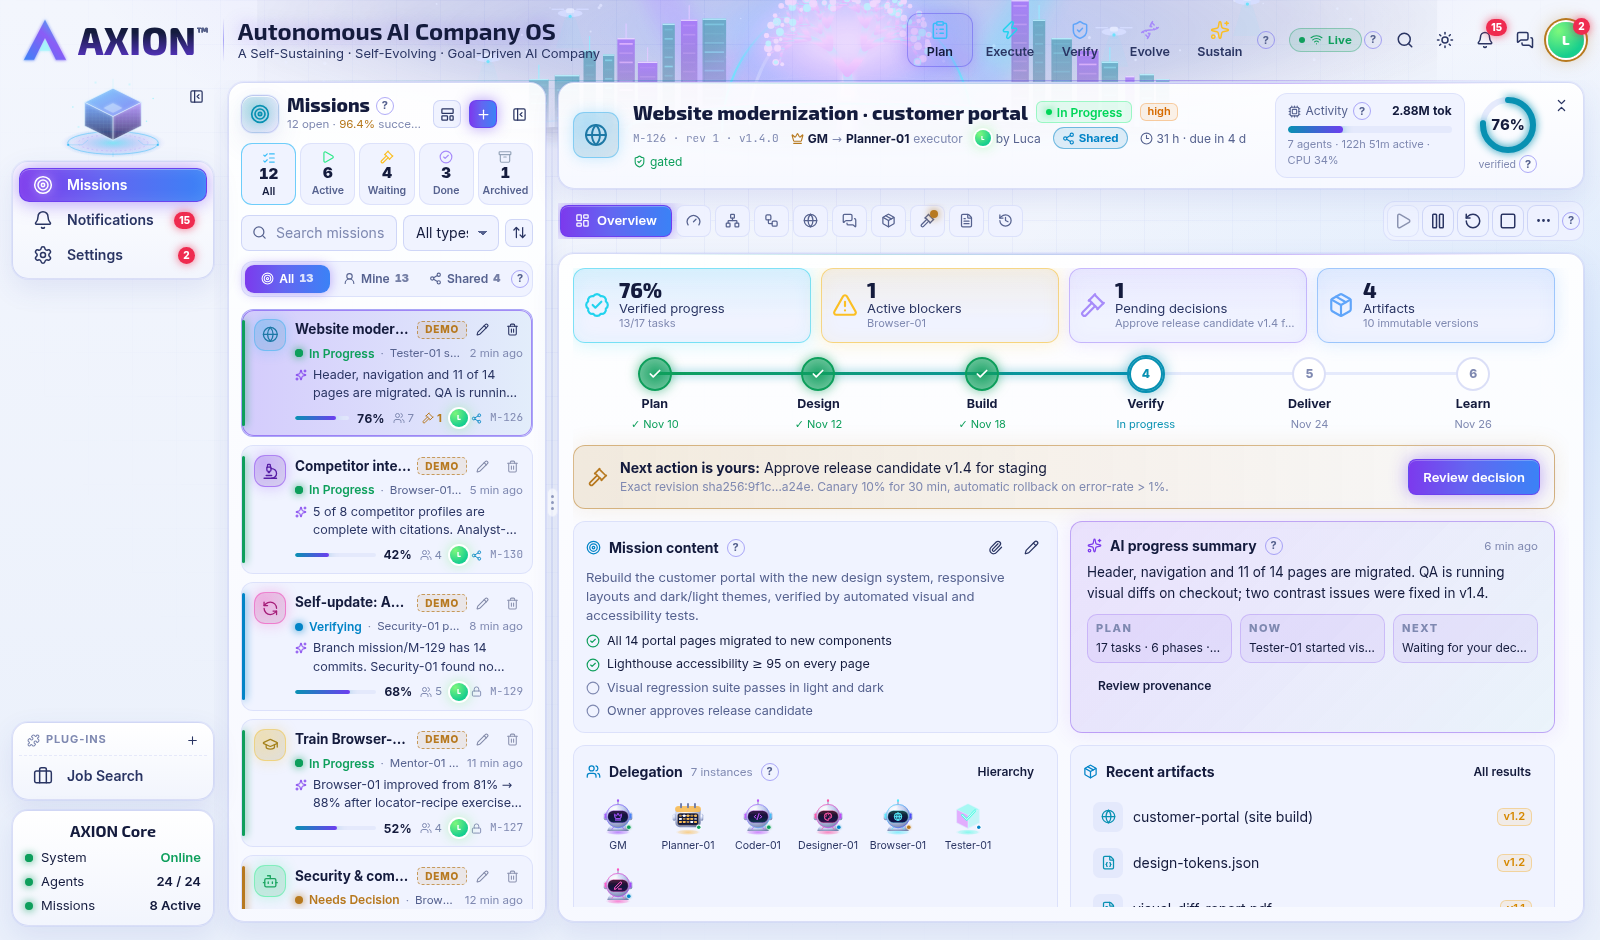 AXION™
Autonomous AI Company OS
A Self-Sustaining · Self-Evolving · Goal-Driven AI Company
Plan
Execute
Verify
Evolve
Sustain
?
Live
?
15
L
2
Missions
Notifications 15
Settings 2
PLUG-INS +
Job Search
AXION Core
System Online
Agents 24 / 24
Missions 8 Active
Missions ?
12 open · 96.4% succe...
+
12
All
6
Active
4
Waiting
3
Done
1
Archived
Search missions
All types
All 13
Mine 13
Shared 4
?
Website moder... DEMO
In Progress · Tester-01 s... 2 min ago
Header, navigation and 11 of 14
pages are migrated. QA is runnin...
76% 7 1 L M-126
Competitor inte... DEMO
In Progress · Browser-01... 5 min ago
5 of 8 competitor profiles are
complete with citations. Analyst-...
42% 4 L M-130
Self-update: A... DEMO
Verifying · Security-01 p... 8 min ago
Branch mission/M-129 has 14
commits. Security-01 found no...
68% 5 L M-129
Train Browser-... DEMO
In Progress · Mentor-01 ... 11 min ago
Browser-01 improved from 81% →
88% after locator-recipe exercise...
52% 4 L M-127
Security & com... DEMO
Needs Decision · Brow... 12 min ago
Website modernization · customer portal In Progress high
M-126 · rev 1 · v1.4.0 GM → Planner-01 executor L by Luca Shared 31 h · due in 4 d
gated
Activity ? 2.88M tok
7 agents · 122h 51m active ·
CPU 34%
76%
verified ?
Overview
?
76%
Verified progress
13/17 tasks
1
Active blockers
Browser-01
1
Pending decisions
Approve release candidate v1.4 f...
4
Artifacts
10 immutable versions
Plan
✓ Nov 10
Design
✓ Nov 12
Build
✓ Nov 18
4
Verify
In progress
5
Deliver
Nov 24
6
Learn
Nov 26
Next action is yours: Approve release candidate v1.4 for staging
Exact revision sha256:9f1c...a24e. Canary 10% for 30 min, automatic rollback on error-rate > 1%.
Review decision
Mission content ?
Rebuild the customer portal with the new design system, responsive
layouts and dark/light themes, verified by automated visual and
accessibility tests.
All 14 portal pages migrated to new components
Lighthouse accessibility ≥ 95 on every page
Visual regression suite passes in light and dark
Owner approves release candidate
AI progress summary ? 6 min ago
Header, navigation and 11 of 14 pages are migrated. QA is running
visual diffs on checkout; two contrast issues were fixed in v1.4.
PLAN
17 tasks · 6 phases ·...
NOW
Tester-01 started vis...
NEXT
Waiting for your dec...
Review provenance
Delegation 7 instances ? Hierarchy
GM
Planner-01
Coder-01
Designer-01
Browser-01
Tester-01
Recent artifacts All results
customer-portal (site build) v1.2
design-tokens.json v1.2
visual-diff-report.pdf v1.1